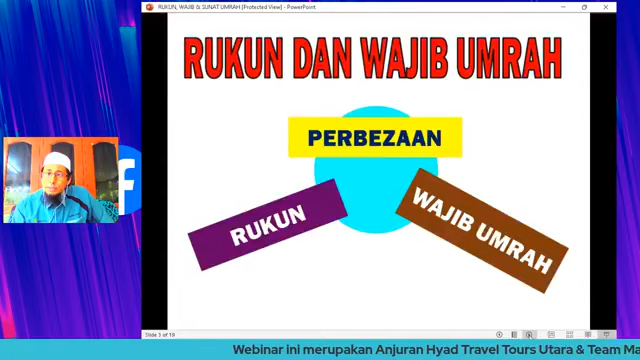 RUKUN, WAJIB & SUNAT UMRAH [Protected View] - PowerPoint
RUKUN DAN WAJIB UMRAH
PERBEZAAN
RUKUN
WAJIB UMRAH
Slide 3 of 19
Webinar ini merupakan Anjuran Hyad Travel Tours Utara & Team Ma